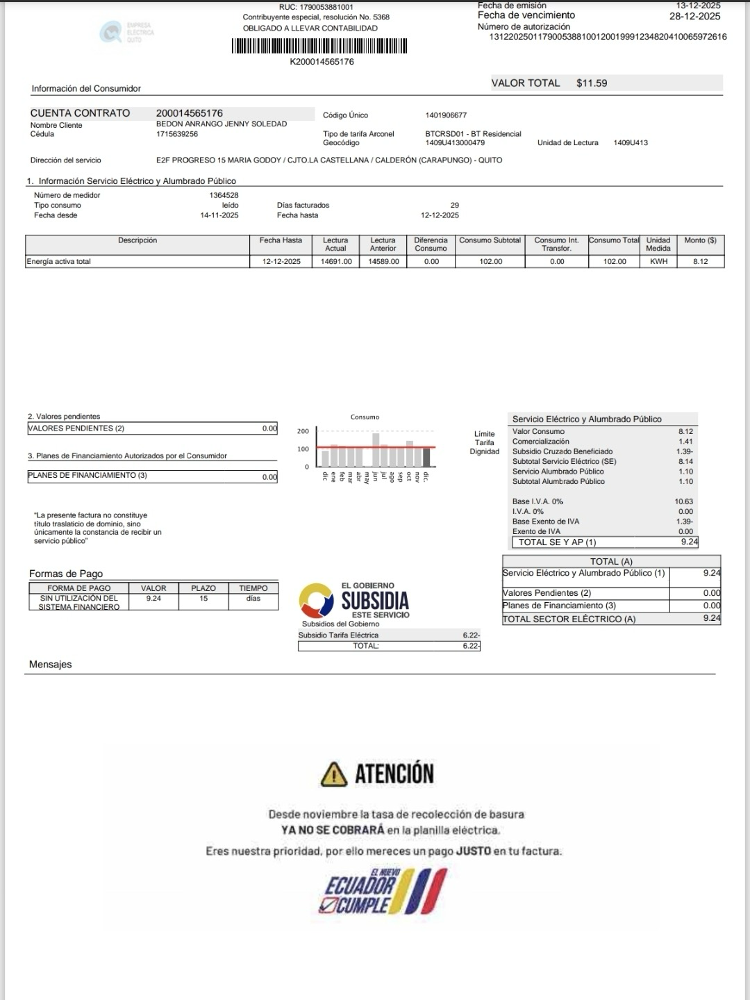 RUC: 1790053881001
Contribuyente especial, resolución No. 5368
OBLIGADO A LLEVAR CONTABILIDAD
K200014565176
EMPRESA
ELÉCTRICA
QUITO
Fecha de emisión 13-12-2025
Fecha de vencimiento 28-12-2025
Número de autorización
1312202501179005388100120019991234820410065972616
VALOR TOTAL $11.59
Información del Consumidor
CUENTA CONTRATO 200014565176
Nombre Cliente BEDON ANRANGO JENNY SOLEDAD
Cédula 1715639256
Código Único 1401906677
Tipo de tarifa Arconel BTCRSD01 - BT Residencial
Geocódigo 1409U413000479 Unidad de Lectura 1409U413
Dirección del servicio E2F PROGRESO 15 MARIA GODOY / CJTO.LA CASTELLANA / CALDERÓN (CARAPUNGO) - QUITO
1. Información Servicio Eléctrico y Alumbrado Público
Número de medidor 1364528
Tipo consumo leído Días facturados 29
Fecha desde 14-11-2025 Fecha hasta 12-12-2025
Descripción Fecha Hasta Lectura Actual Lectura Anterior Diferencia Consumo Consumo Subtotal Consumo Int. Transfor. Consumo Total Unidad Medida Monto ($)
Energía activa total 12-12-2025 14691.00 14589.00 0.00 102.00 0.00 102.00 KWH 8.12
2. Valores pendientes
VALORES PENDIENTES (2) 0.00
3. Planes de Financiamiento Autorizados por el Consumidor
PLANES DE FINANCIAMIENTO (3) 0.00
"La presente factura no constituye
título traslaticio de dominio, sino
únicamente la constancia de recibir un
servicio público"
Consumo
200
100
0
dic ene feb mar abr may jun jul ago sep oct nov dic
Límite
Tarifa
Dignidad
Servicio Eléctrico y Alumbrado Público
Valor Consumo 8.12
Comercialización 1.41
Subsidio Cruzado Beneficiado 1.39-
Subtotal Servicio Eléctrico (SE) 8.14
Servicio Alumbrado Público 1.10
Subtotal Alumbrado Público 1.10
Base I.V.A. 0% 10.63
I.V.A. 0% 0.00
Base Exento de IVA 1.39-
Exento de IVA 0.00
TOTAL SE Y AP (1) 9.24
TOTAL (A)
Servicio Eléctrico y Alumbrado Público (1) 9.24
Valores Pendientes (2) 0.00
Planes de Financiamiento (3) 0.00
TOTAL SECTOR ELÉCTRICO (A) 9.24
Formas de Pago
FORMA DE PAGO VALOR PLAZO TIEMPO
SIN UTILIZACIÓN DEL 9.24 15 días
SISTEMA FINANCIERO
EL GOBIERNO
SUBSIDIA
ESTE SERVICIO
Subsidios del Gobierno
Subsidio Tarifa Eléctrica 6.22-
TOTAL: 6.22-
Mensajes
ATENCIÓN
Desde noviembre la tasa de recolección de basura
YA NO SE COBRARÁ en la planilla eléctrica.
Eres nuestra prioridad, por ello mereces un pago JUSTO en tu factura.
EL NUEVO
ECUADOR
CUMPLE